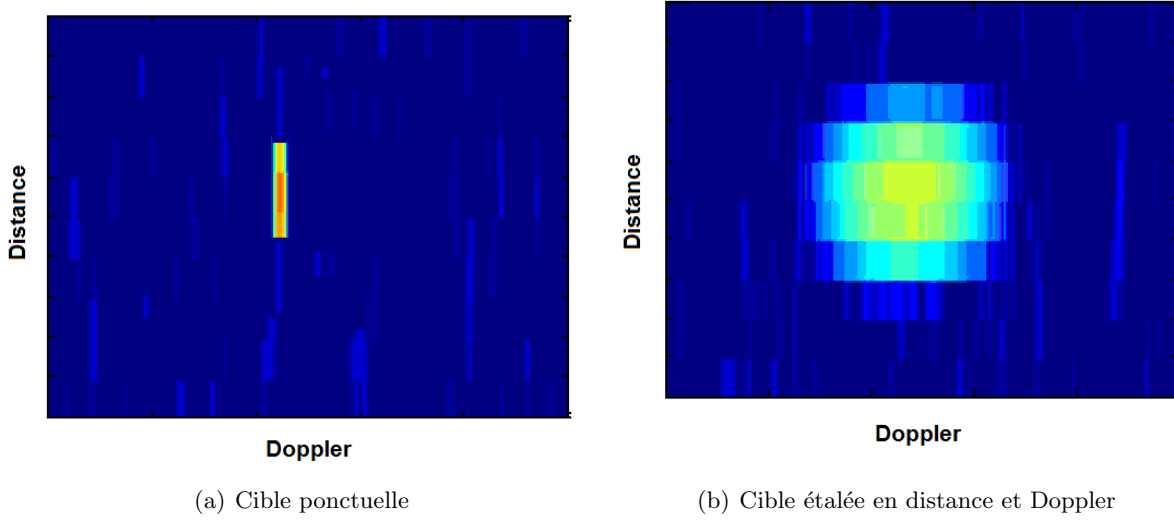 Distance
Doppler
(a) Cible ponctuelle
Distance
Doppler
(b) Cible étalée en distance et Doppler